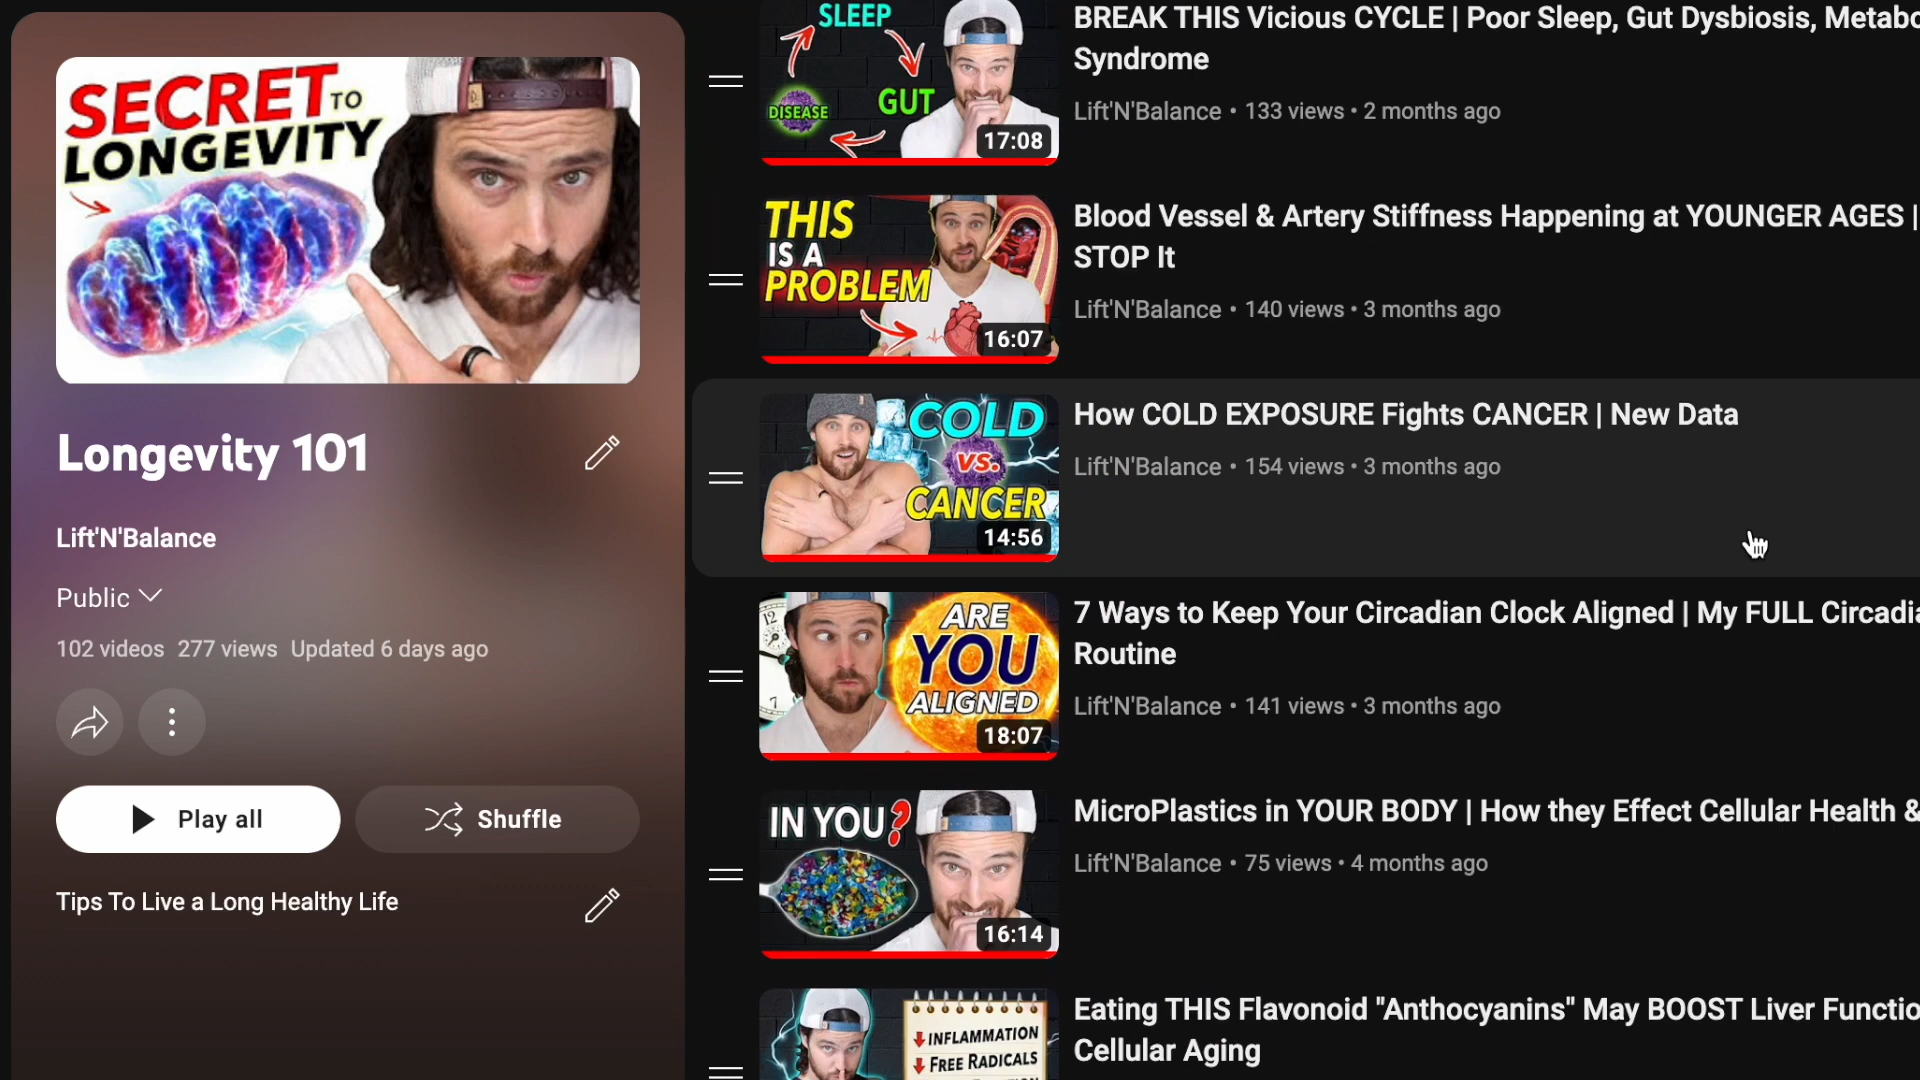 SECRET TO
LONGEVITY
Longevity 101
Lift'N'Balance
Public
102 videos 277 views Updated 6 days ago
Play all
Shuffle
Tips To Live a Long Healthy Life
SLEEP
GUT
DISEASE
17:08
BREAK THIS Vicious CYCLE | Poor Sleep, Gut Dysbiosis, Metabo
Syndrome
Lift'N'Balance • 133 views • 2 months ago
THIS
IS A
PROBLEM
16:07
Blood Vessel & Artery Stiffness Happening at YOUNGER AGES |
STOP It
Lift'N'Balance • 140 views • 3 months ago
COLD
VS.
CANCER
14:56
How COLD EXPOSURE Fights CANCER | New Data
Lift'N'Balance • 154 views • 3 months ago
12
7
ARE
YOU
ALIGNED
18:07
7 Ways to Keep Your Circadian Clock Aligned | My FULL Circadia
Routine
Lift'N'Balance • 141 views • 3 months ago
IN YOU?
16:14
MicroPlastics in YOUR BODY | How they Effect Cellular Health &
Lift'N'Balance • 75 views • 4 months ago
INFLAMMATION
FREE RADICALS
Eating THIS Flavonoid "Anthocyanins" May BOOST Liver Functio
Cellular Aging